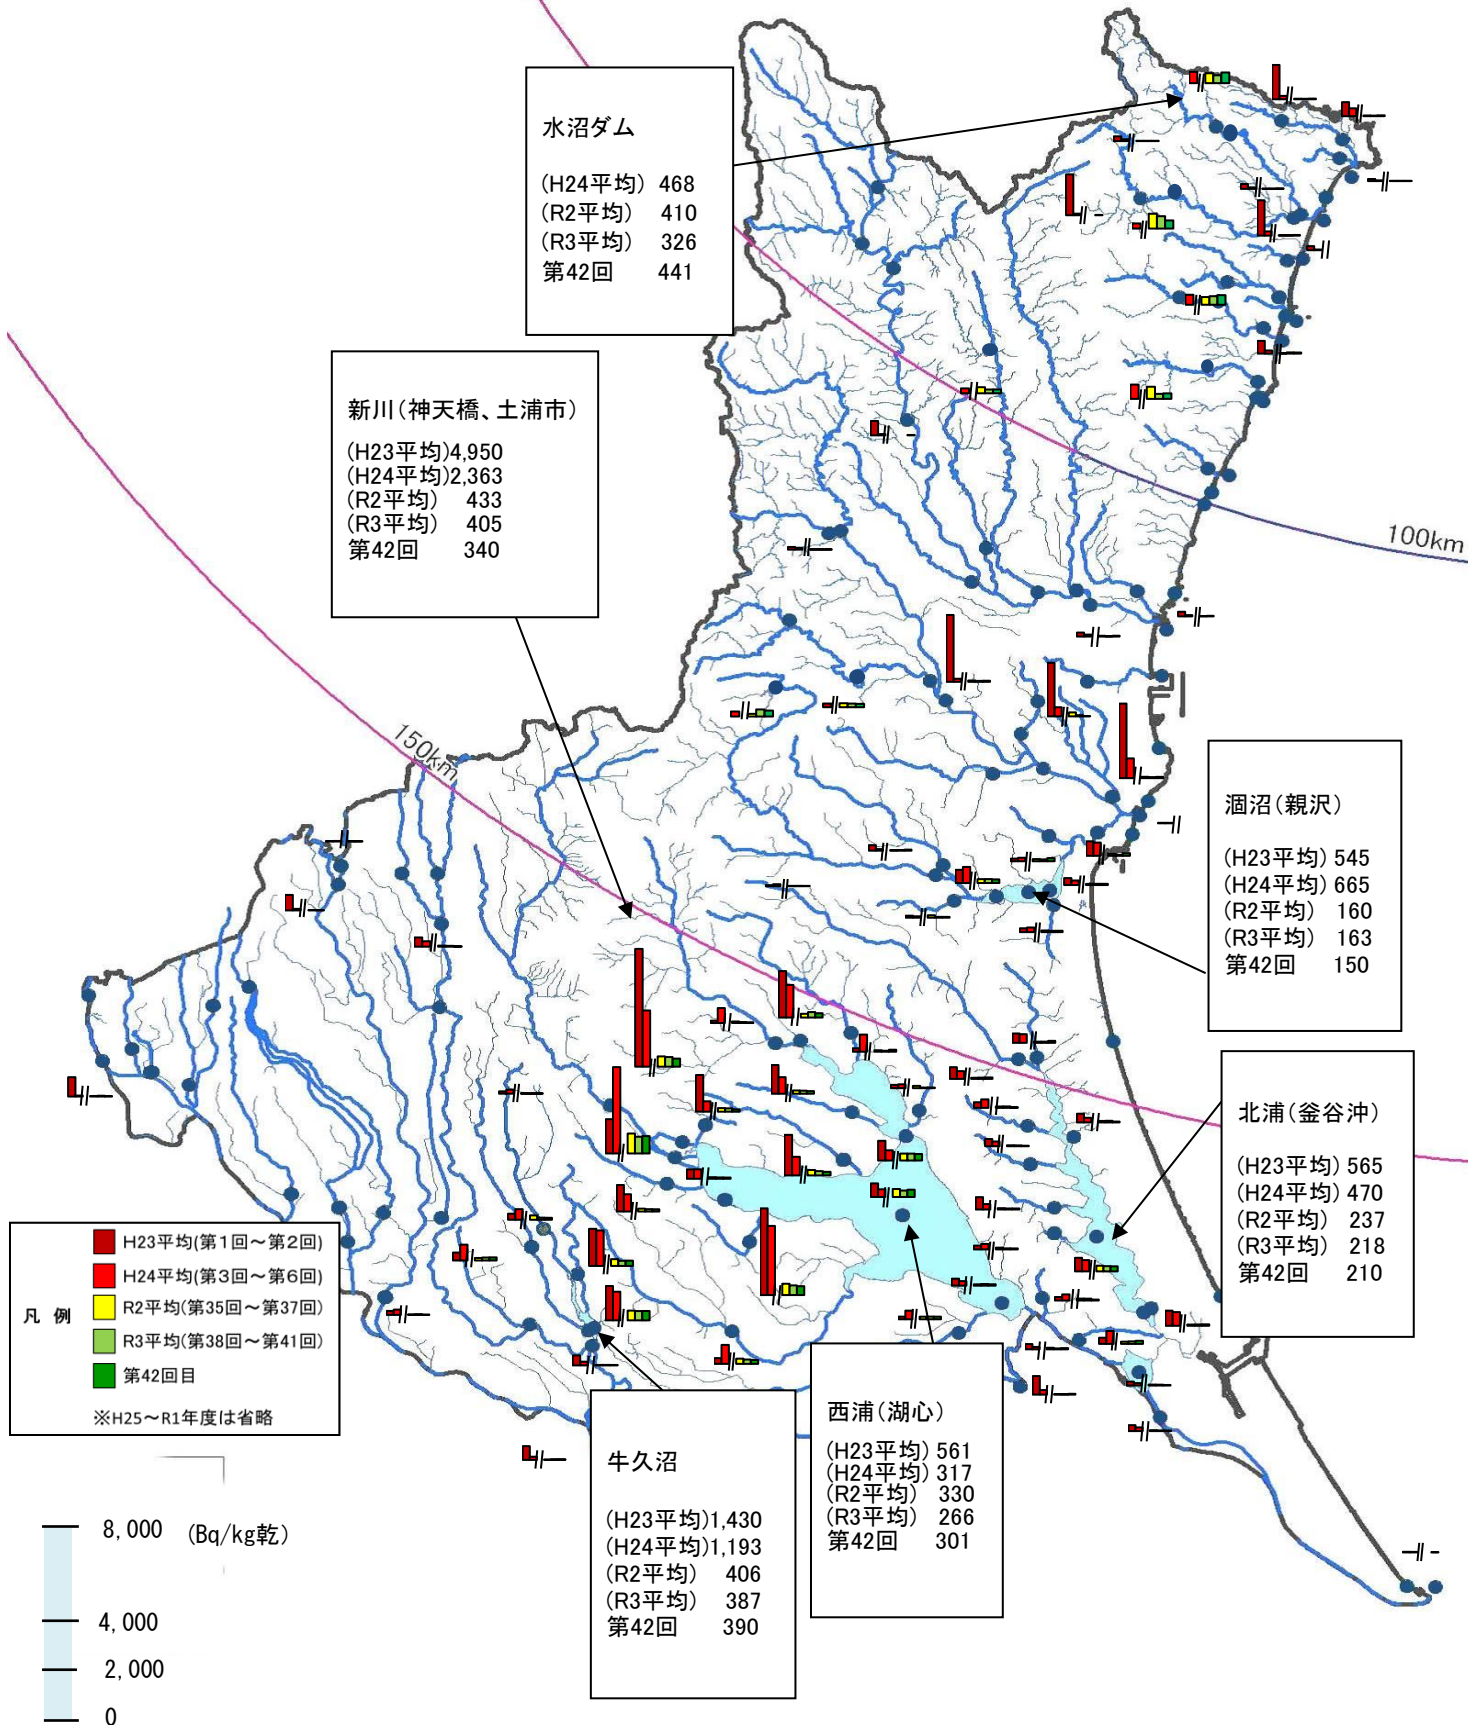 水沼ダム
(H24平均) 468
(R2平均) 410
(R3平均) 326
第42回 441
新川(神天橋、土浦市)
(H23平均)4,950
(H24平均)2,363
(R2平均) 433
(R3平均) 405
第42回 340
100km
150km
涸沼(親沢)
(H23平均) 545
(H24平均) 665
(R2平均) 160
(R3平均) 163
第42回 150
北浦(釜谷沖)
(H23平均) 565
(H24平均) 470
(R2平均) 237
(R3平均) 218
第42回 210
凡 例
H23平均(第1回～第2回)
H24平均(第3回～第6回)
R2平均(第35回～第37回)
R3平均(第38回～第41回)
第42回目
※H25～R1年度は省略
西浦(湖心)
(H23平均) 561
(H24平均) 317
(R2平均) 330
(R3平均) 266
第42回 301
牛久沼
(H23平均)1,430
(H24平均)1,193
(R2平均) 406
(R3平均) 387
第42回 390
8,000 (Bq/kg乾)
4,000
2,000
0